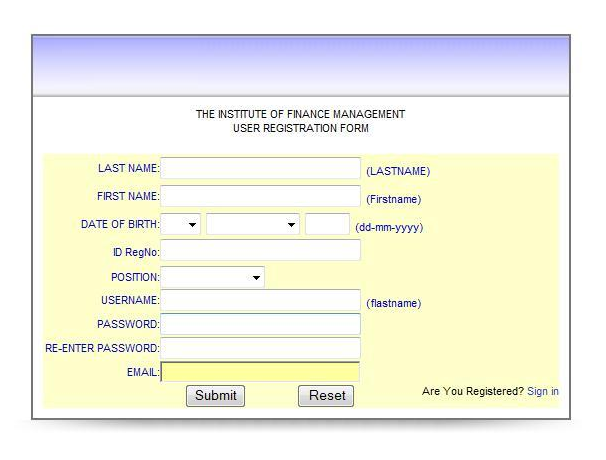 THE INSTITUTE OF FINANCE MANAGEMENT
USER REGISTRATION FORM
LAST NAME: (LASTNAME)
FIRST NAME: (Firstname)
DATE OF BIRTH: (dd-mm-yyyy)
ID RegNo:
POSITION:
USERNAME: (flastname)
PASSWORD:
RE-ENTER PASSWORD:
EMAIL:
Submit Reset Are You Registered? Sign in